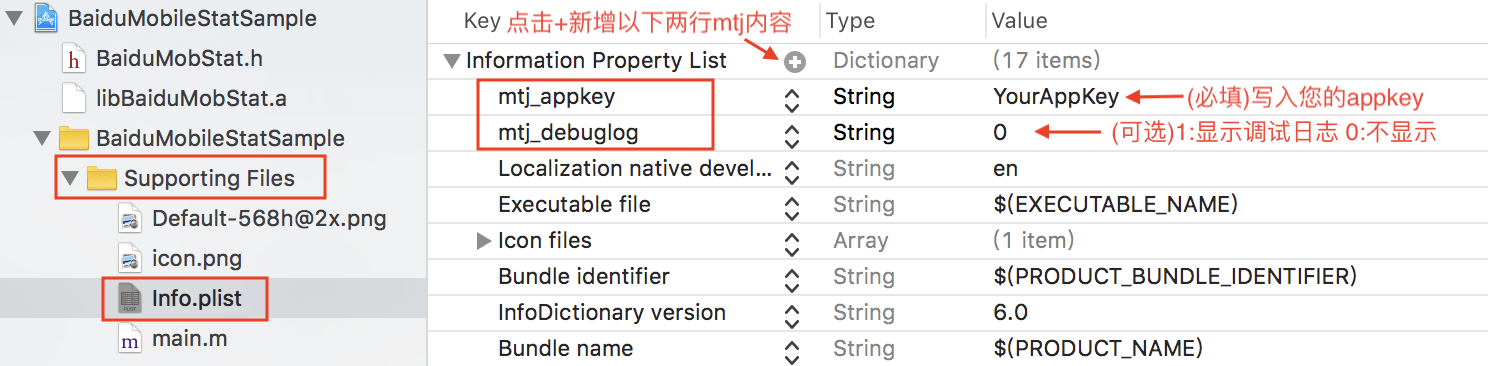 BaiduMobileStatSample
BaiduMobStat.h
libBaiduMobStat.a
BaiduMobileStatSample
Supporting Files
Default-568h@2x.png
icon.png
Info.plist
main.m
Key 点击+新增以下两行mtj内容 Type Value
Information Property List Dictionary (17 items)
mtj_appkey String YourAppKey (必填)写入您的appkey
mtj_debuglog String 0 (可选)1:显示调试日志 0:不显示
Localization native devel... String en
Executable file String $(EXECUTABLE_NAME)
Icon files Array (1 item)
Bundle identifier String $(PRODUCT_BUNDLE_IDENTIFIER)
InfoDictionary version String 6.0
Bundle name String $(PRODUCT_NAME)